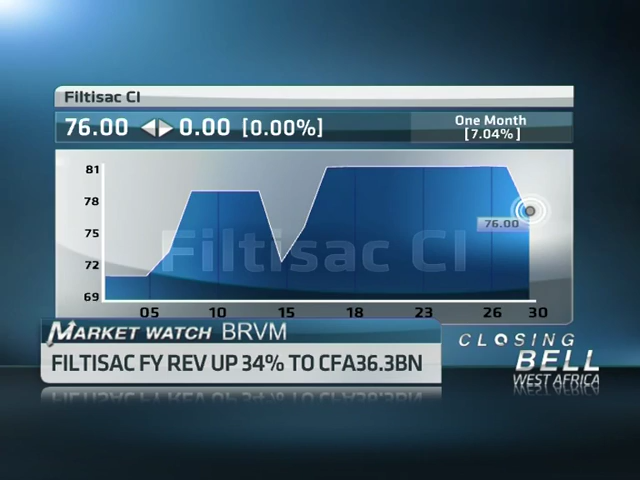 Filtisac CI
76.00 0.00 [0.00%]
One Month
[7.04%]
81
78
75
72
69
Filtisac CI
76.00
05 10 15 18 23 26 30
MARKET WATCH BRVM
FILTISAC FY REV UP 34% TO CFA36.3BN
CLOSING
BELL
WEST AFRICA